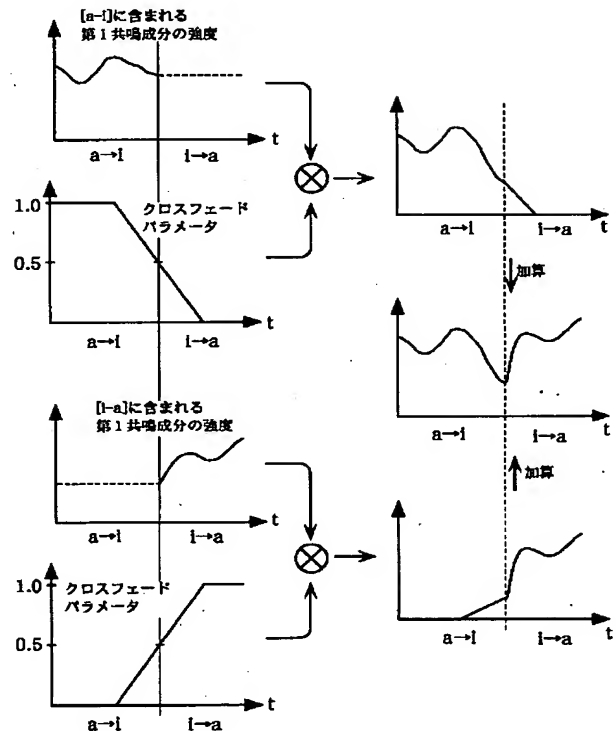 [a-i]に含まれる
第1共鳴成分の強度
t
a→i
i→a
1.0
0.5
クロスフェード
パラメータ
t
a→i
i→a
[i-a]に含まれる
第1共鳴成分の強度
t
a→i
i→a
1.0
0.5
クロスフェード
パラメータ
t
a→i
i→a
t
a→i
i→a
加算
t
a→i
i→a
加算
t
a→i
i→a